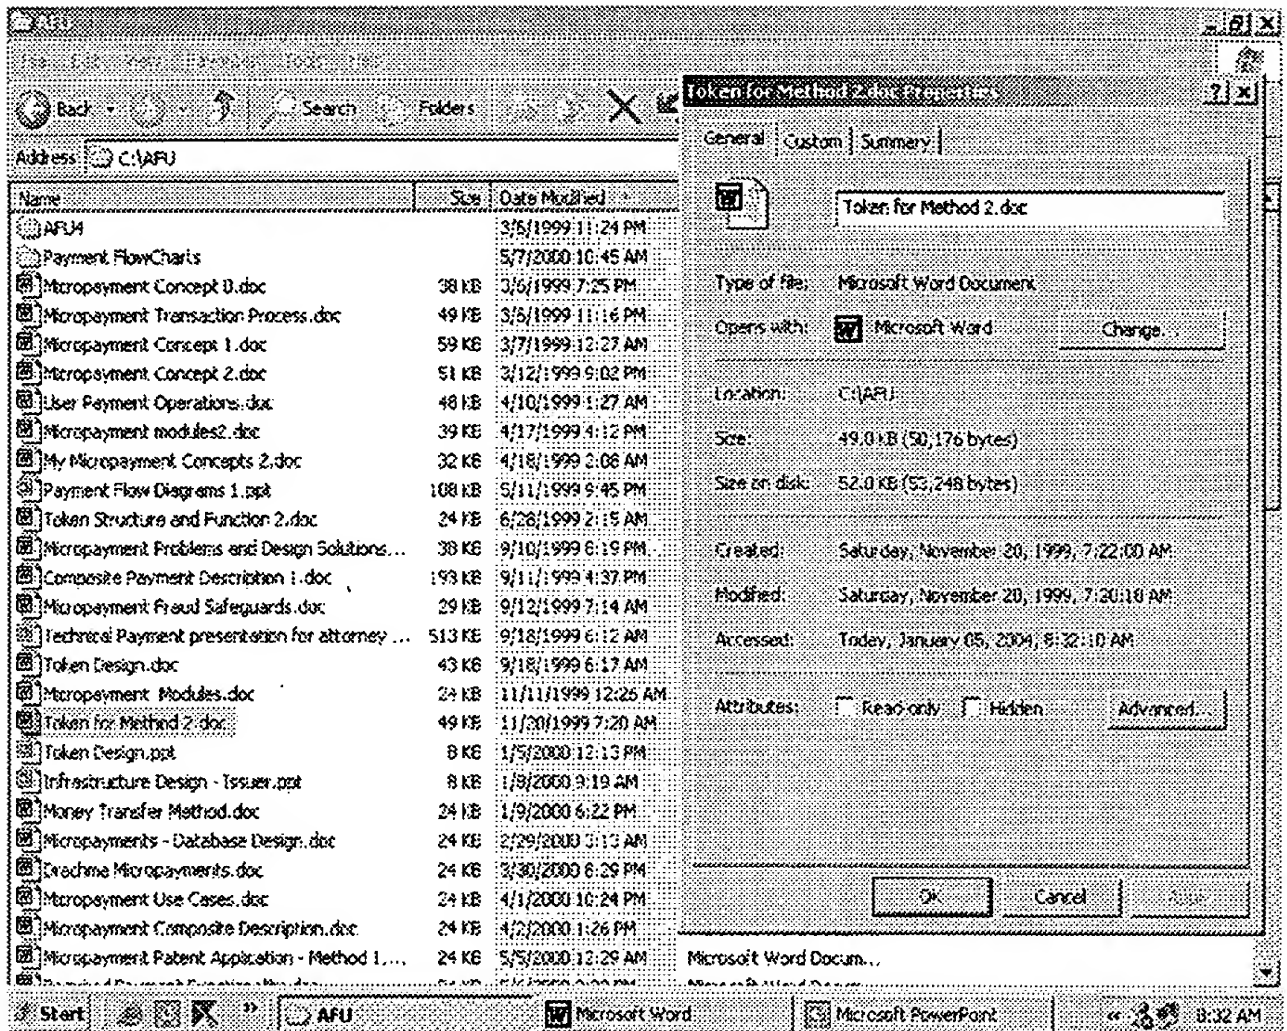 AFU
Back Search Folders
Address C:\AFU
Name Size Date Modified
AFU4 3/6/1999 11:24 PM
Payment FlowCharts 5/7/2000 10:45 AM
Micropayment Concept B.doc 38 KB 3/6/1999 7:25 PM
Micropayment Transaction Process.doc 49 KB 3/6/1999 11:16 PM
Micropayment Concept 1.doc 59 KB 3/7/1999 12:27 AM
Micropayment Concept 2.doc 51 KB 3/12/1999 9:02 PM
User Payment Operations.doc 48 KB 4/10/1999 1:27 AM
Micropayment modules2.doc 39 KB 4/17/1999 4:12 PM
My Micropayment Concepts 2.doc 32 KB 4/18/1999 2:08 AM
Payment Flow Diagrams 1.ppt 108 KB 5/11/1999 9:45 PM
Token Structure and Function 2.doc 24 KB 6/28/1999 2:15 AM
Micropayment Problems and Design Solutions... 38 KB 9/10/1999 8:19 PM
Composite Payment Description 1.doc 193 KB 9/11/1999 4:37 PM
Micropayment Fraud Safeguards.doc 29 KB 9/12/1999 7:14 AM
Technical Payment presentation for attorney ... 513 KB 9/18/1999 6:12 AM
Token Design.doc 43 KB 9/18/1999 6:17 AM
Micropayment Modules.doc 24 KB 11/11/1999 12:26 AM
Token for Method 2.doc 49 KB 11/20/1999 7:20 AM
Token Design.ppt 8 KB 1/5/2000 12:13 PM
Infrastructure Design - Issuer.ppt 8 KB 1/8/2000 9:19 AM
Money Transfer Method.doc 24 KB 1/9/2000 6:22 PM
Micropayments - Database Design.doc 24 KB 2/29/2000 3:13 AM
Drachma Micropayments.doc 24 KB 3/30/2000 8:29 PM
Micropayment Use Cases.doc 24 KB 4/1/2000 10:24 PM
Micropayment Composite Description.doc 24 KB 4/2/2000 1:26 PM
Micropayment Patent Application - Method 1,... 24 KB 5/5/2000 12:29 AM
Microsoft Word Docum...
Token for Method 2.doc Properties
General Custom Summary
Token for Method 2.doc
Type of file: Microsoft Word Document
Opens with: Microsoft Word Change...
Location: C:\AFU
Size: 49.0 KB (50,176 bytes)
Size on disk: 52.0 KB (53,248 bytes)
Created: Saturday, November 20, 1999, 7:22:00 AM
Modified: Saturday, November 20, 1999, 7:20:18 AM
Accessed: Today, January 05, 2004, 8:32:10 AM
Attributes: Read-only Hidden Advanced...
OK Cancel
Start AFU Microsoft Word Microsoft PowerPoint 8:32 AM